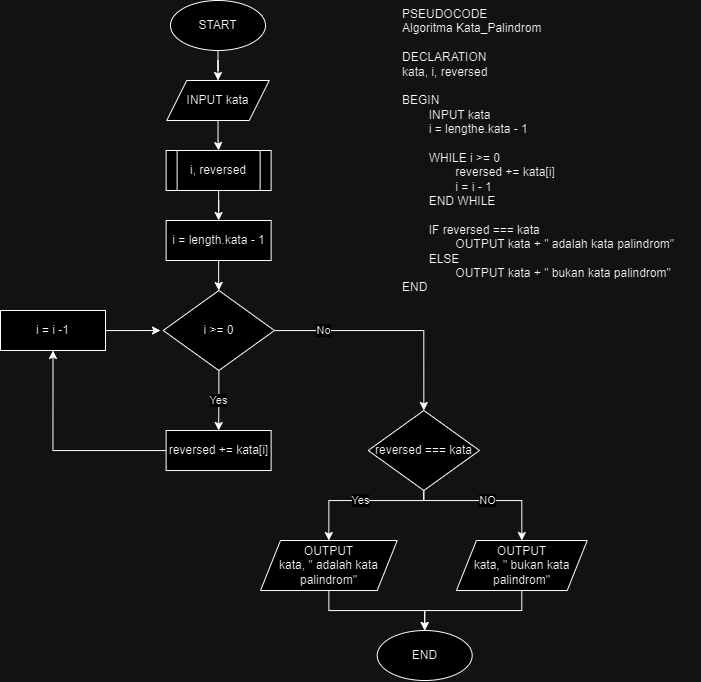 START
INPUT kata
i, reversed
i = length.kata - 1
i >= 0
i = i -1
No
Yes
reversed += kata[i]
reversed === kata
Yes
NO
OUTPUT
kata, " adalah kata
palindrom"
OUTPUT
kata, " bukan kata
palindrom"
END
PSEUDOCODE
Algoritma Kata_Palindrom
DECLARATION
kata, i, reversed
BEGIN
INPUT kata
i = lengthe.kata - 1
WHILE i >= 0
reversed += kata[i]
i = i - 1
END WHILE
IF reversed === kata
OUTPUT kata + " adalah kata palindrom"
ELSE
OUTPUT kata + " bukan kata palindrom"
END